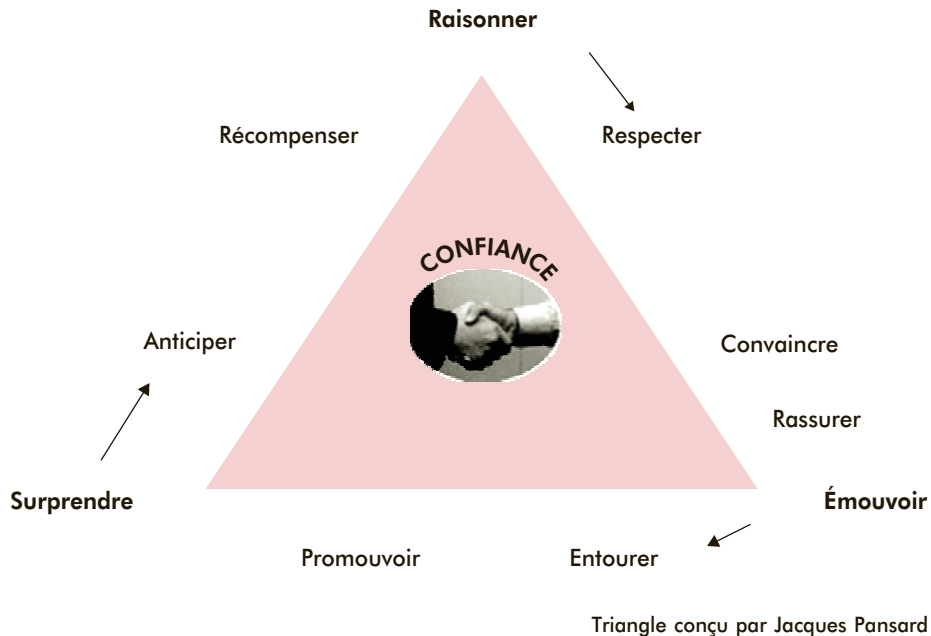 Raisonner
Récompenser
Respecter
CONFIANCE
Anticiper
Convaincre
Rassurer
Surprendre
Émouvoir
Promouvoir
Entourer
Triangle conçu par Jacques Pansard